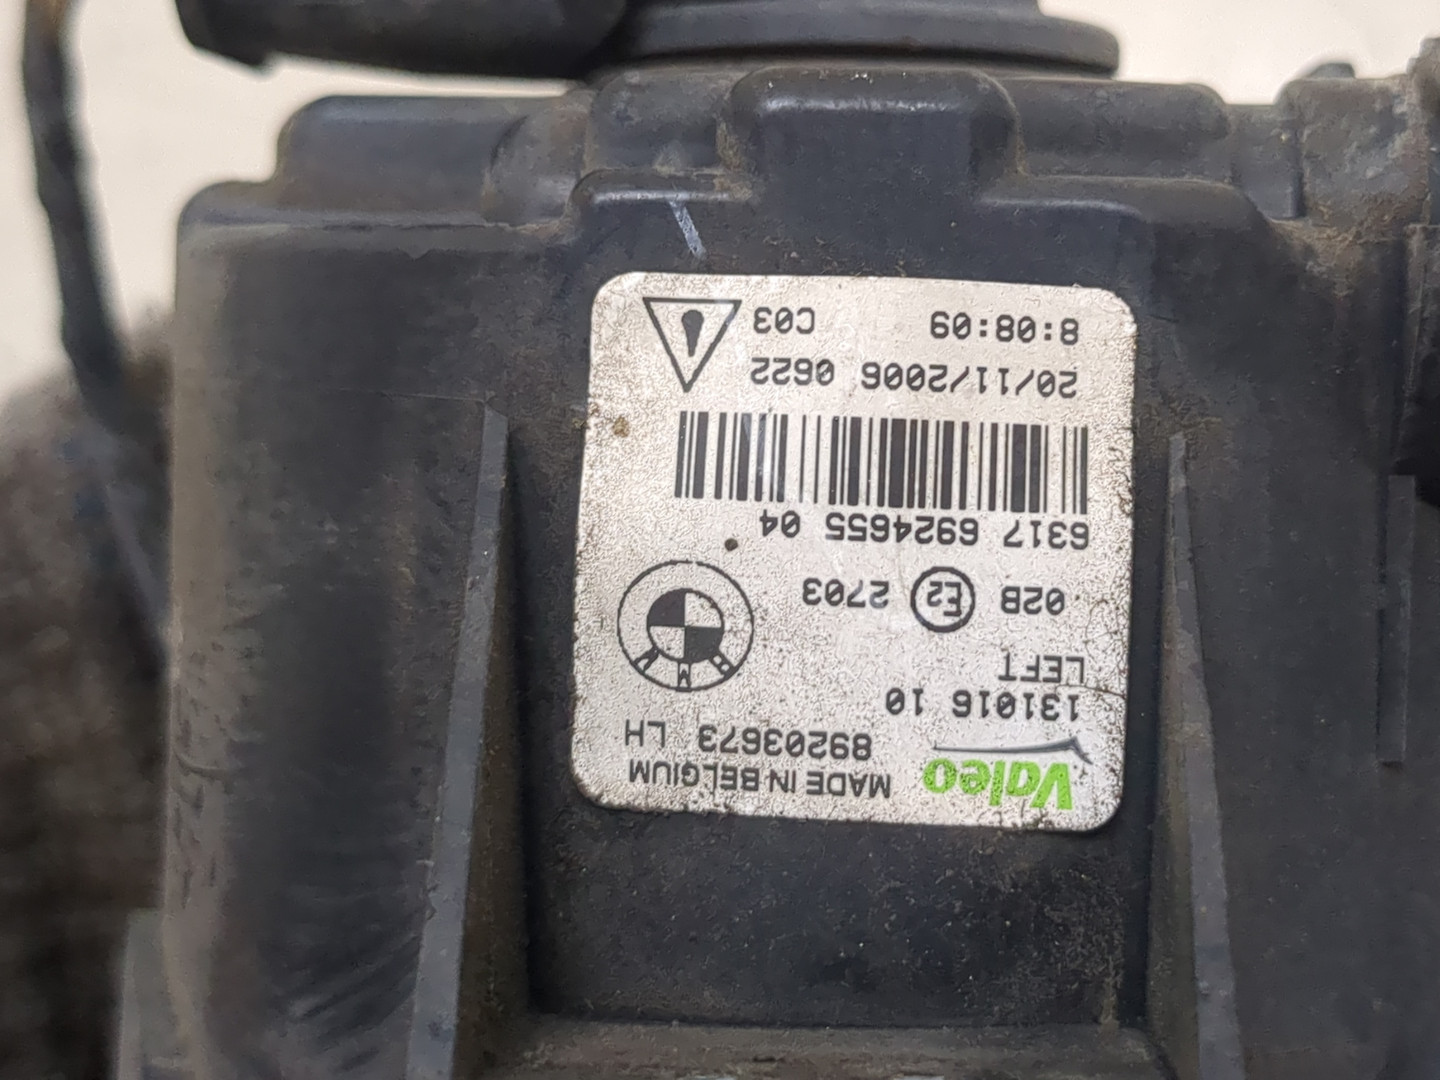 Valeo MADE IN BELGIUM
89203673 LH
131016 10
LEFT
BMW
02B E2 2703
6317 6924655 04
20/11/2006 0622
8:08:09 C03